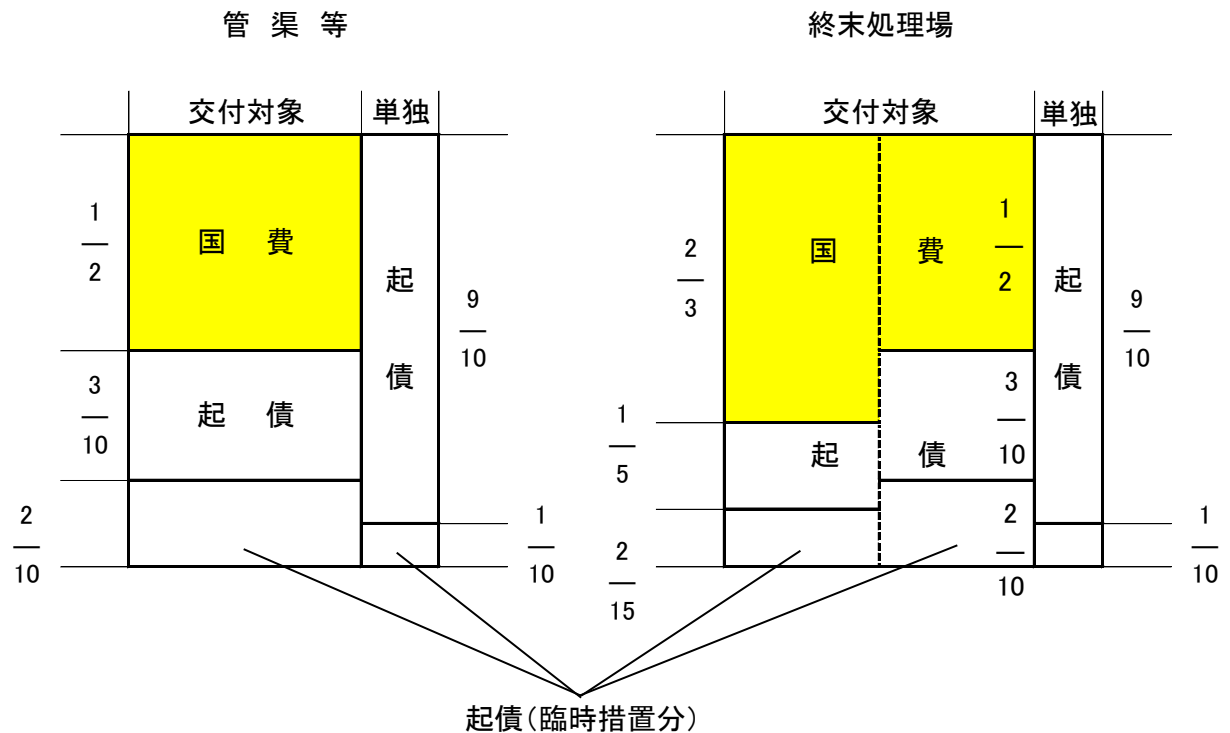 管 渠 等
終末処理場
交付対象
単独
交付対象
単独
1
—
2
国 費
3
—
10
起 債
2
—
10
起
債
9
—
10
1
—
10
2
—
3
国 費
1
—
2
1
—
5
起 債
3
—
10
2
—
15
2
—
10
起
債
9
—
10
1
—
10
起債(臨時措置分)